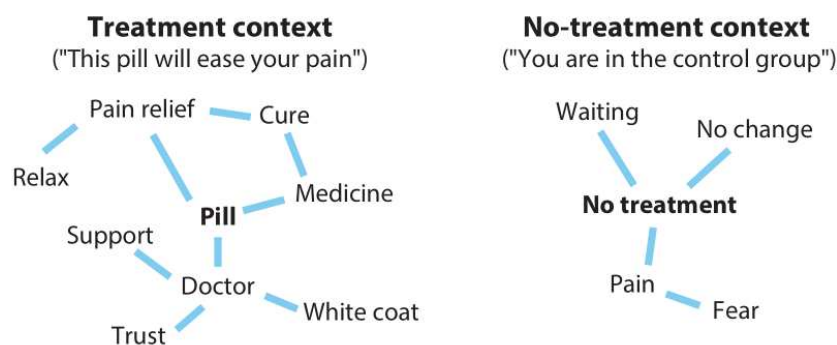 Treatment context
("This pill will ease your pain")
Pain relief
Cure
Relax
Medicine
Pill
Support
Doctor
White coat
Trust
No-treatment context
("You are in the control group")
Waiting
No change
No treatment
Pain
Fear